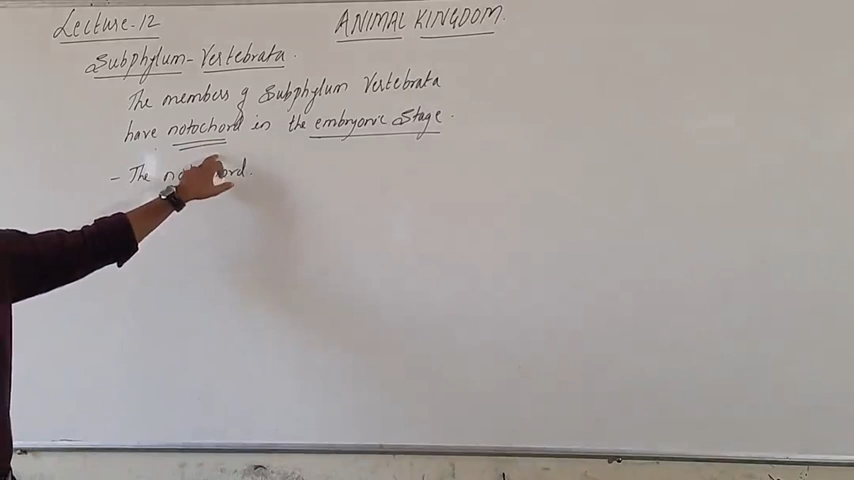 Lecture-12
ANIMAL KINGDOM.
Subphylum-Vertebrata.
The members of Subphylum Vertebrata
have notochord in the embryonic Stage.
- The